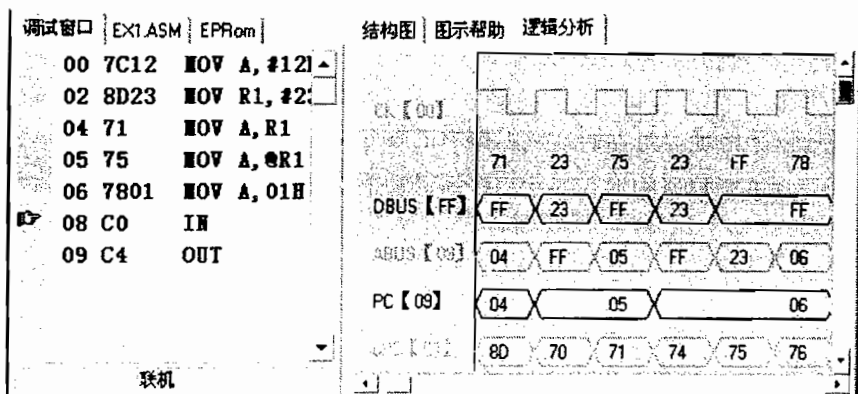 调试窗口 EX1.ASM EPRom
结构图 图示帮助 逻辑分析
00 7C12 MOV A,#12
02 8D23 MOV R1,#2
04 71 MOV A,R1
05 75 MOV A,@R1
06 7801 MOV A,01H
08 C0 IN
09 C4 OUT
联机
CK【00】
71 23 75 23 FF 78
DBUS【FF】 FF 23 FF 23 FF
ABUS【09】 04 FF 05 FF 23 06
PC【09】 04 05 06
8D 70 71 74 75 76